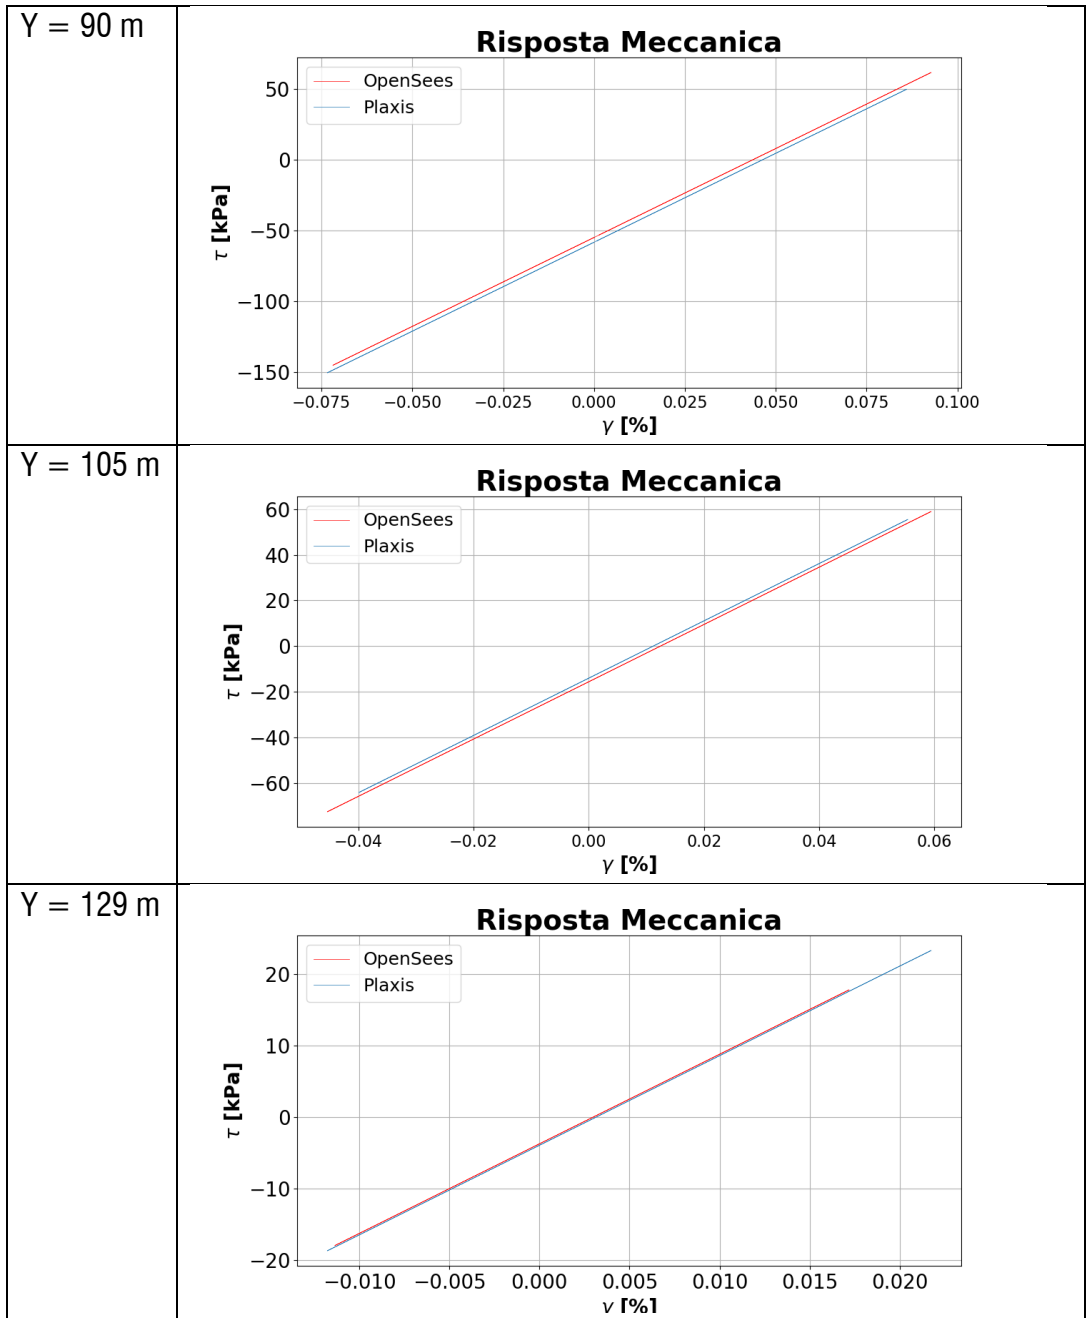 Y = 90 m
Risposta Meccanica
OpenSees
Plaxis
50
0
−50
−100
−150
τ [kPa]
−0.075 −0.050 −0.025 0.000 0.025 0.050 0.075 0.100
γ [%]
Y = 105 m
Risposta Meccanica
OpenSees
Plaxis
60
40
20
0
−20
−40
−60
τ [kPa]
−0.04 −0.02 0.00 0.02 0.04 0.06
γ [%]
Y = 129 m
Risposta Meccanica
OpenSees
Plaxis
20
10
0
−10
−20
τ [kPa]
−0.010 −0.005 0.000 0.005 0.010 0.015 0.020
γ [%]